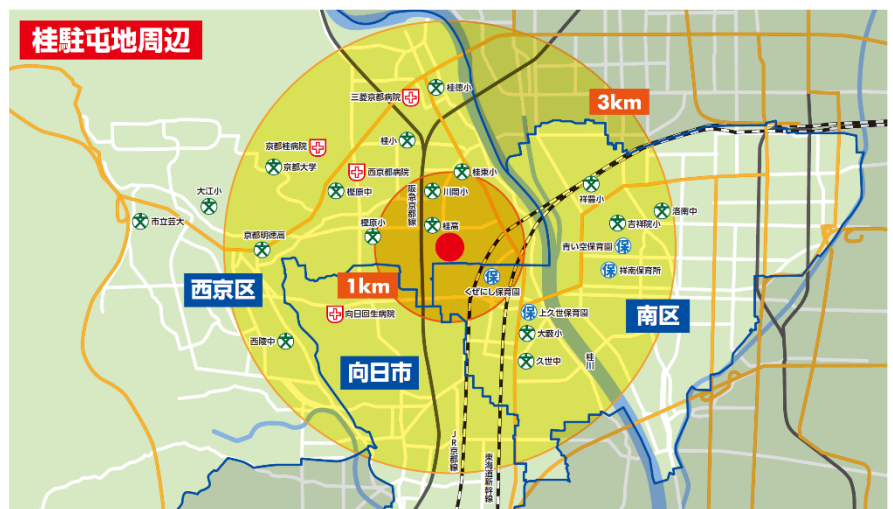 桂駐屯地周辺
3km
三菱京都病院
桂徳小
桂小
京都桂病院
京都大学
西京都病院
桂東小
樫原中
阪急京都線
川岡小
祥豊小
大江小
洛南中
市立芸大
樫原小
桂高
吉祥院小
京都明徳高
青い空保育園
保
祥南保育所
保
西京区
1km
保
くぜにし保育園
向日回生病院
保
上久世保育園
南区
大藪小
西陵中
久世中
桂川
向日市
JR京都線
東海道新幹線